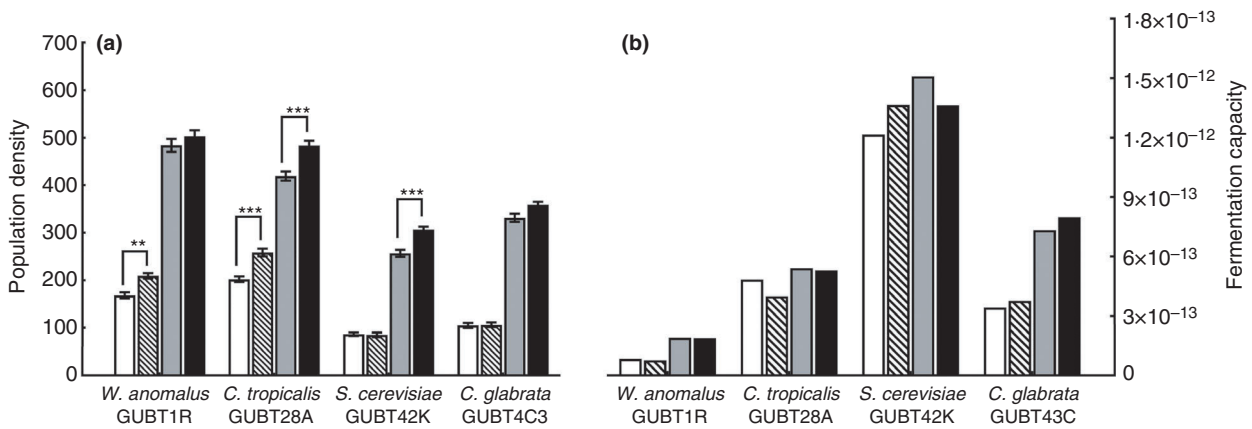 (a)
Population density
700
600
500
400
300
200
100
0
**
***
***
***
W. anomalus
GUBT1R
C. tropicalis
GUBT28A
S. cerevisiae
GUBT42K
C. glabrata
GUBT4C3
(b)
W. anomalus
GUBT1R
C. tropicalis
GUBT28A
S. cerevisiae
GUBT42K
C. glabrata
GUBT43C
1·8×10⁻¹³
1·5×10⁻¹²
1·2×10⁻¹²
9×10⁻¹³
6×10⁻¹³
3×10⁻¹³
0
Fermentation capacity